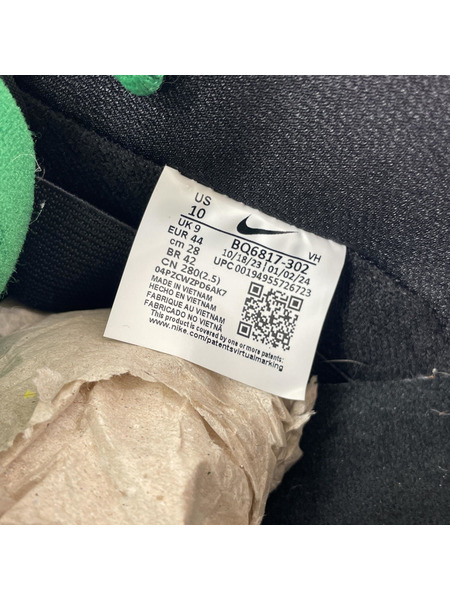 US
10
UK 9
EUR 44
cm 28
BR 42
CN 280(2.5)
BQ6817-302 VH
10/18/23 | 01/02/24
UPC 00194955726723
04PZCWZPD6AK7
MADE IN VIETNAM
HECHO EN VIETNAM
FABRIQUE AU VIETNAM
FABRICADO NO VIETNÃ
This product is covered by one or more patents:
www.nike.com/patentsvirtualmarking